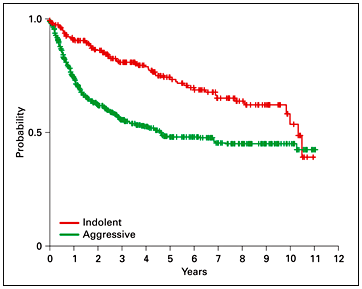 1.0
0.5
0
Probability
Indolent
Aggressive
0 1 2 3 4 5 6 7 8 9 10 11 12
Years